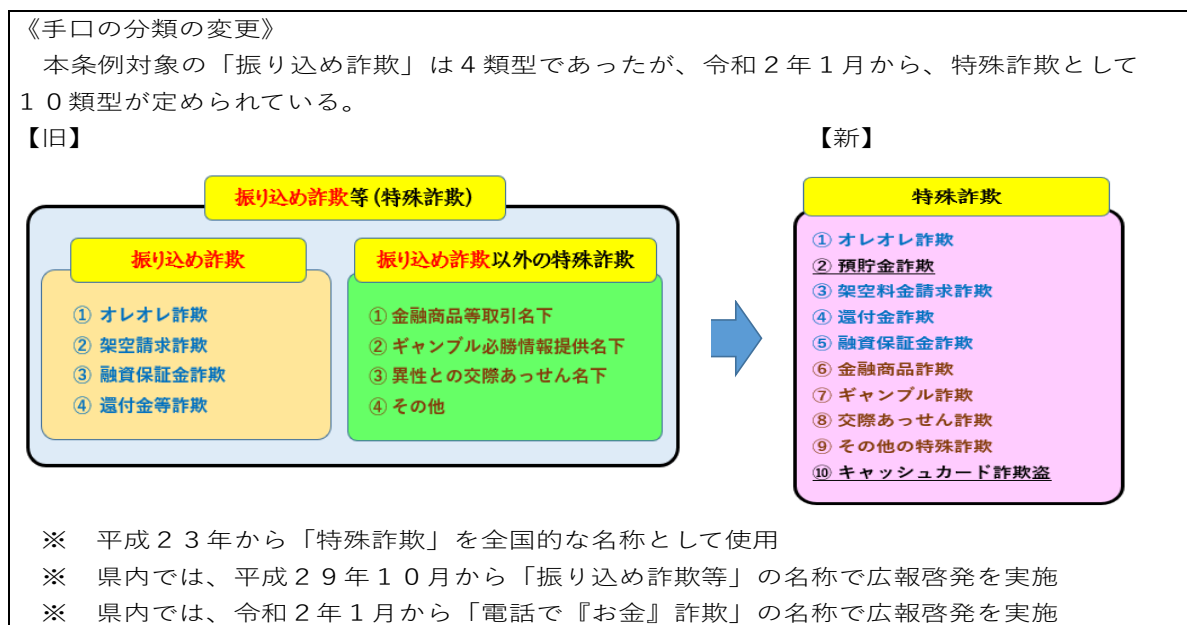 《手口の分類の変更》
本条例対象の「振り込め詐欺」は４類型であったが、令和２年１月から、特殊詐欺として
１０類型が定められている。
【旧】
【新】
振り込め詐欺等(特殊詐欺)
振り込め詐欺
① オレオレ詐欺
② 架空請求詐欺
③ 融資保証金詐欺
④ 還付金等詐欺
振り込め詐欺以外の特殊詐欺
① 金融商品等取引名下
② ギャンブル必勝情報提供名下
③ 異性との交際あっせん名下
④ その他
特殊詐欺
① オレオレ詐欺
② 預貯金詐欺
③ 架空料金請求詐欺
④ 還付金詐欺
⑤ 融資保証金詐欺
⑥ 金融商品詐欺
⑦ ギャンブル詐欺
⑧ 交際あっせん詐欺
⑨ その他の特殊詐欺
⑩ キャッシュカード詐欺盗
※　平成２３年から「特殊詐欺」を全国的な名称として使用
※　県内では、平成２９年１０月から「振り込め詐欺等」の名称で広報啓発を実施
※　県内では、令和２年１月から「電話で『お金』詐欺」の名称で広報啓発を実施